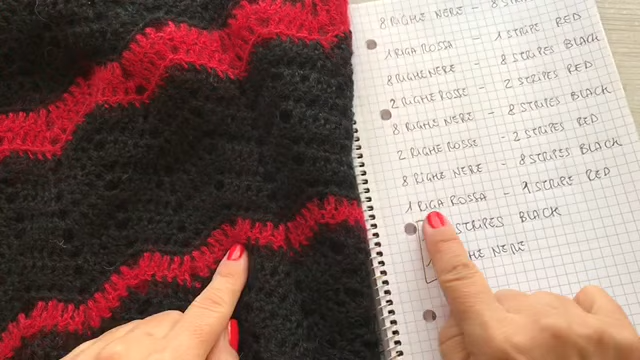 8 RIGHE NERE - 8 STRI
1 RIGA ROSSA - 1 STRIPE RED
8 RIGHE NERE - 8 STRIPES BLACK
2 RIGHE ROSSE - 2 STRIPES RED
8 RIGHE NERE - 8 STRIPES BLACK
2 RIGHE ROSSE - 2 STRIPES RED
8 RIGHE NERE - 8 STRIPES BLACK
1 RIGA ROSSA - 1 STRIPE RED
STRIPES BLACK
NERE